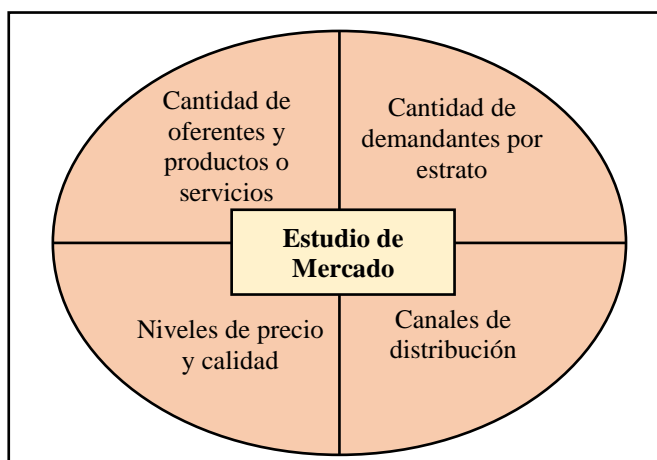 Cantidad de
oferentes y
productos o
servicios
Cantidad de
demandantes por
estrato
Estudio de
Mercado
Niveles de precio
y calidad
Canales de
distribución